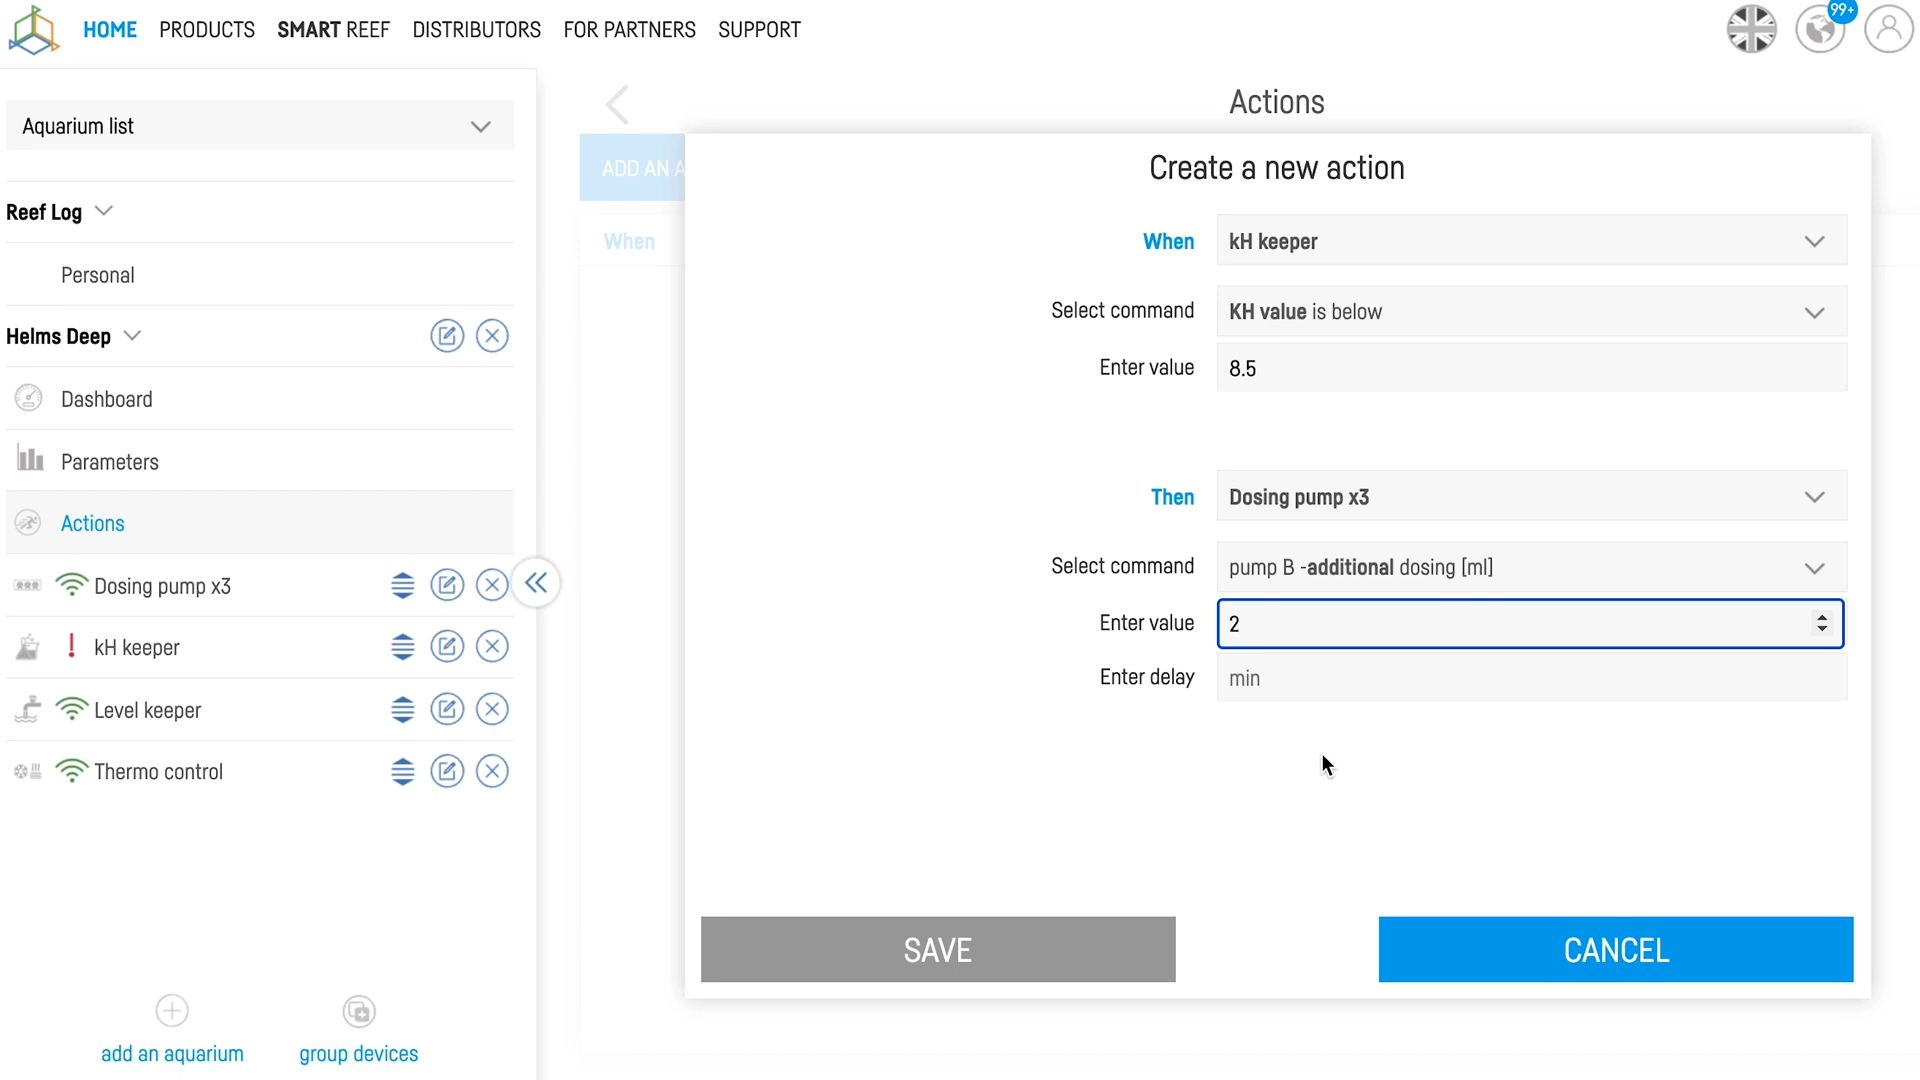 HOME PRODUCTS SMART REEF DISTRIBUTORS FOR PARTNERS SUPPORT 99+
Aquarium list
Reef Log
Personal
Helms Deep
Dashboard
Parameters
Actions
Dosing pump x3
kH keeper
Level keeper
Thermo control
add an aquarium
group devices
Actions
ADD AN A
When
Create a new action
When kH keeper
Select command KH value is below
Enter value 8.5
Then Dosing pump x3
Select command pump B -additional dosing [ml]
Enter value 2
Enter delay min
SAVE CANCEL